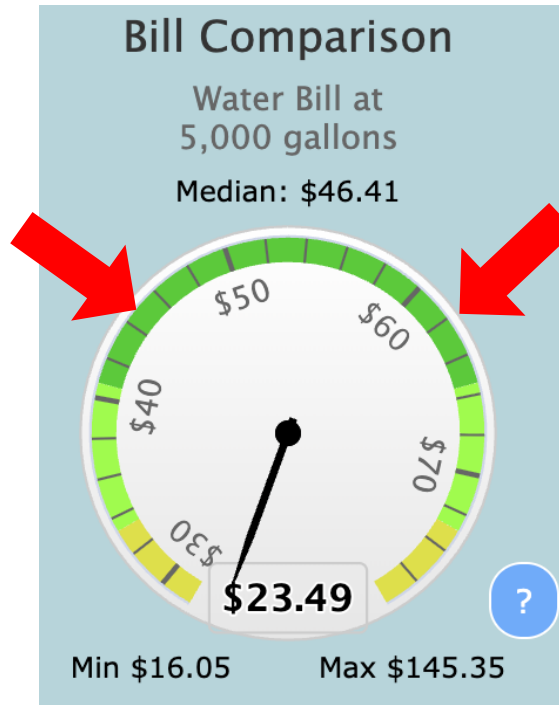 Bill Comparison
Water Bill at
5,000 gallons
Median: $46.41
$50
$60
$40
$70
$30
$23.49
?
Min $16.05 Max $145.35